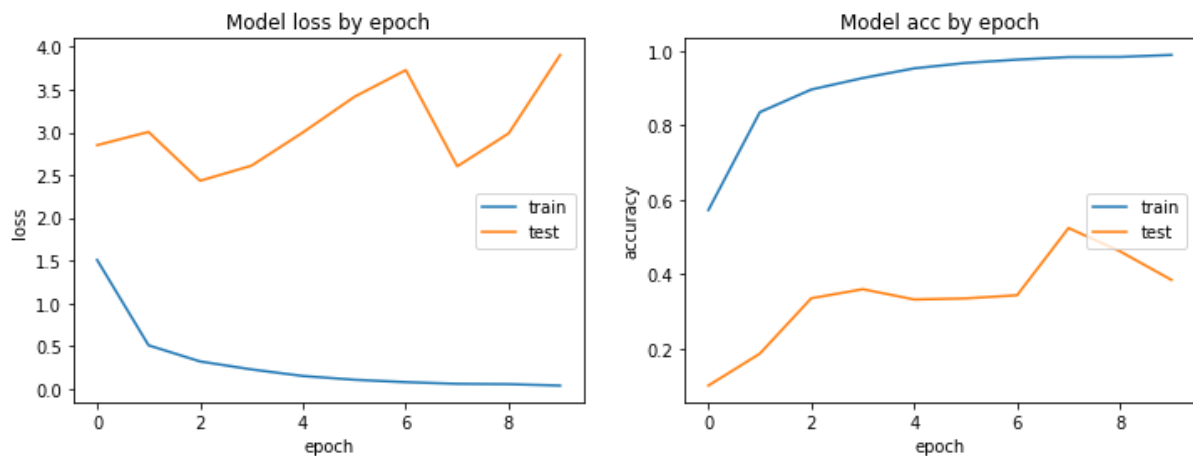 Model loss by epoch
4.0
3.5
3.0
2.5
2.0
1.5
1.0
0.5
0.0
loss
train
test
0 2 4 6 8
epoch
Model acc by epoch
1.0
0.8
0.6
0.4
0.2
accuracy
train
test
0 2 4 6 8
epoch